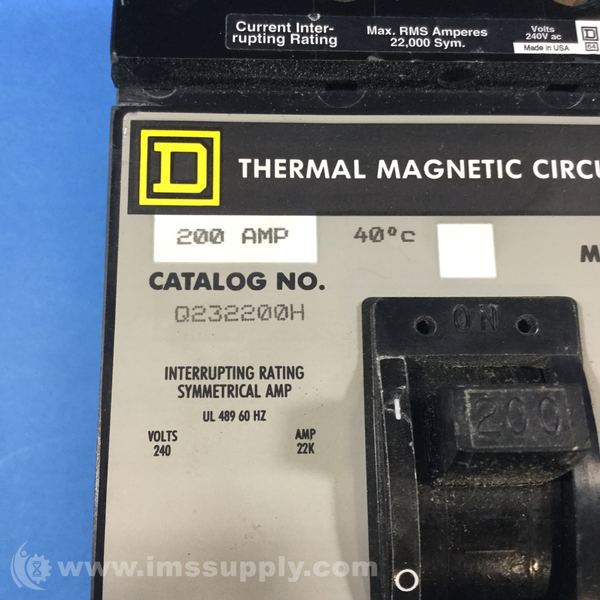 Current Inter-
rupting Rating
Max. RMS Amperes
22,000 Sym.
Volts
240V ac
Made in USA
D
64
D
THERMAL MAGNETIC CIRCU
200 AMP 40°C
M
CATALOG NO.
Q232200H
INTERRUPTING RATING
SYMMETRICAL AMP
UL 489 60 HZ
VOLTS AMP
240 22K
ON
200
I
O
www.imssupply.com